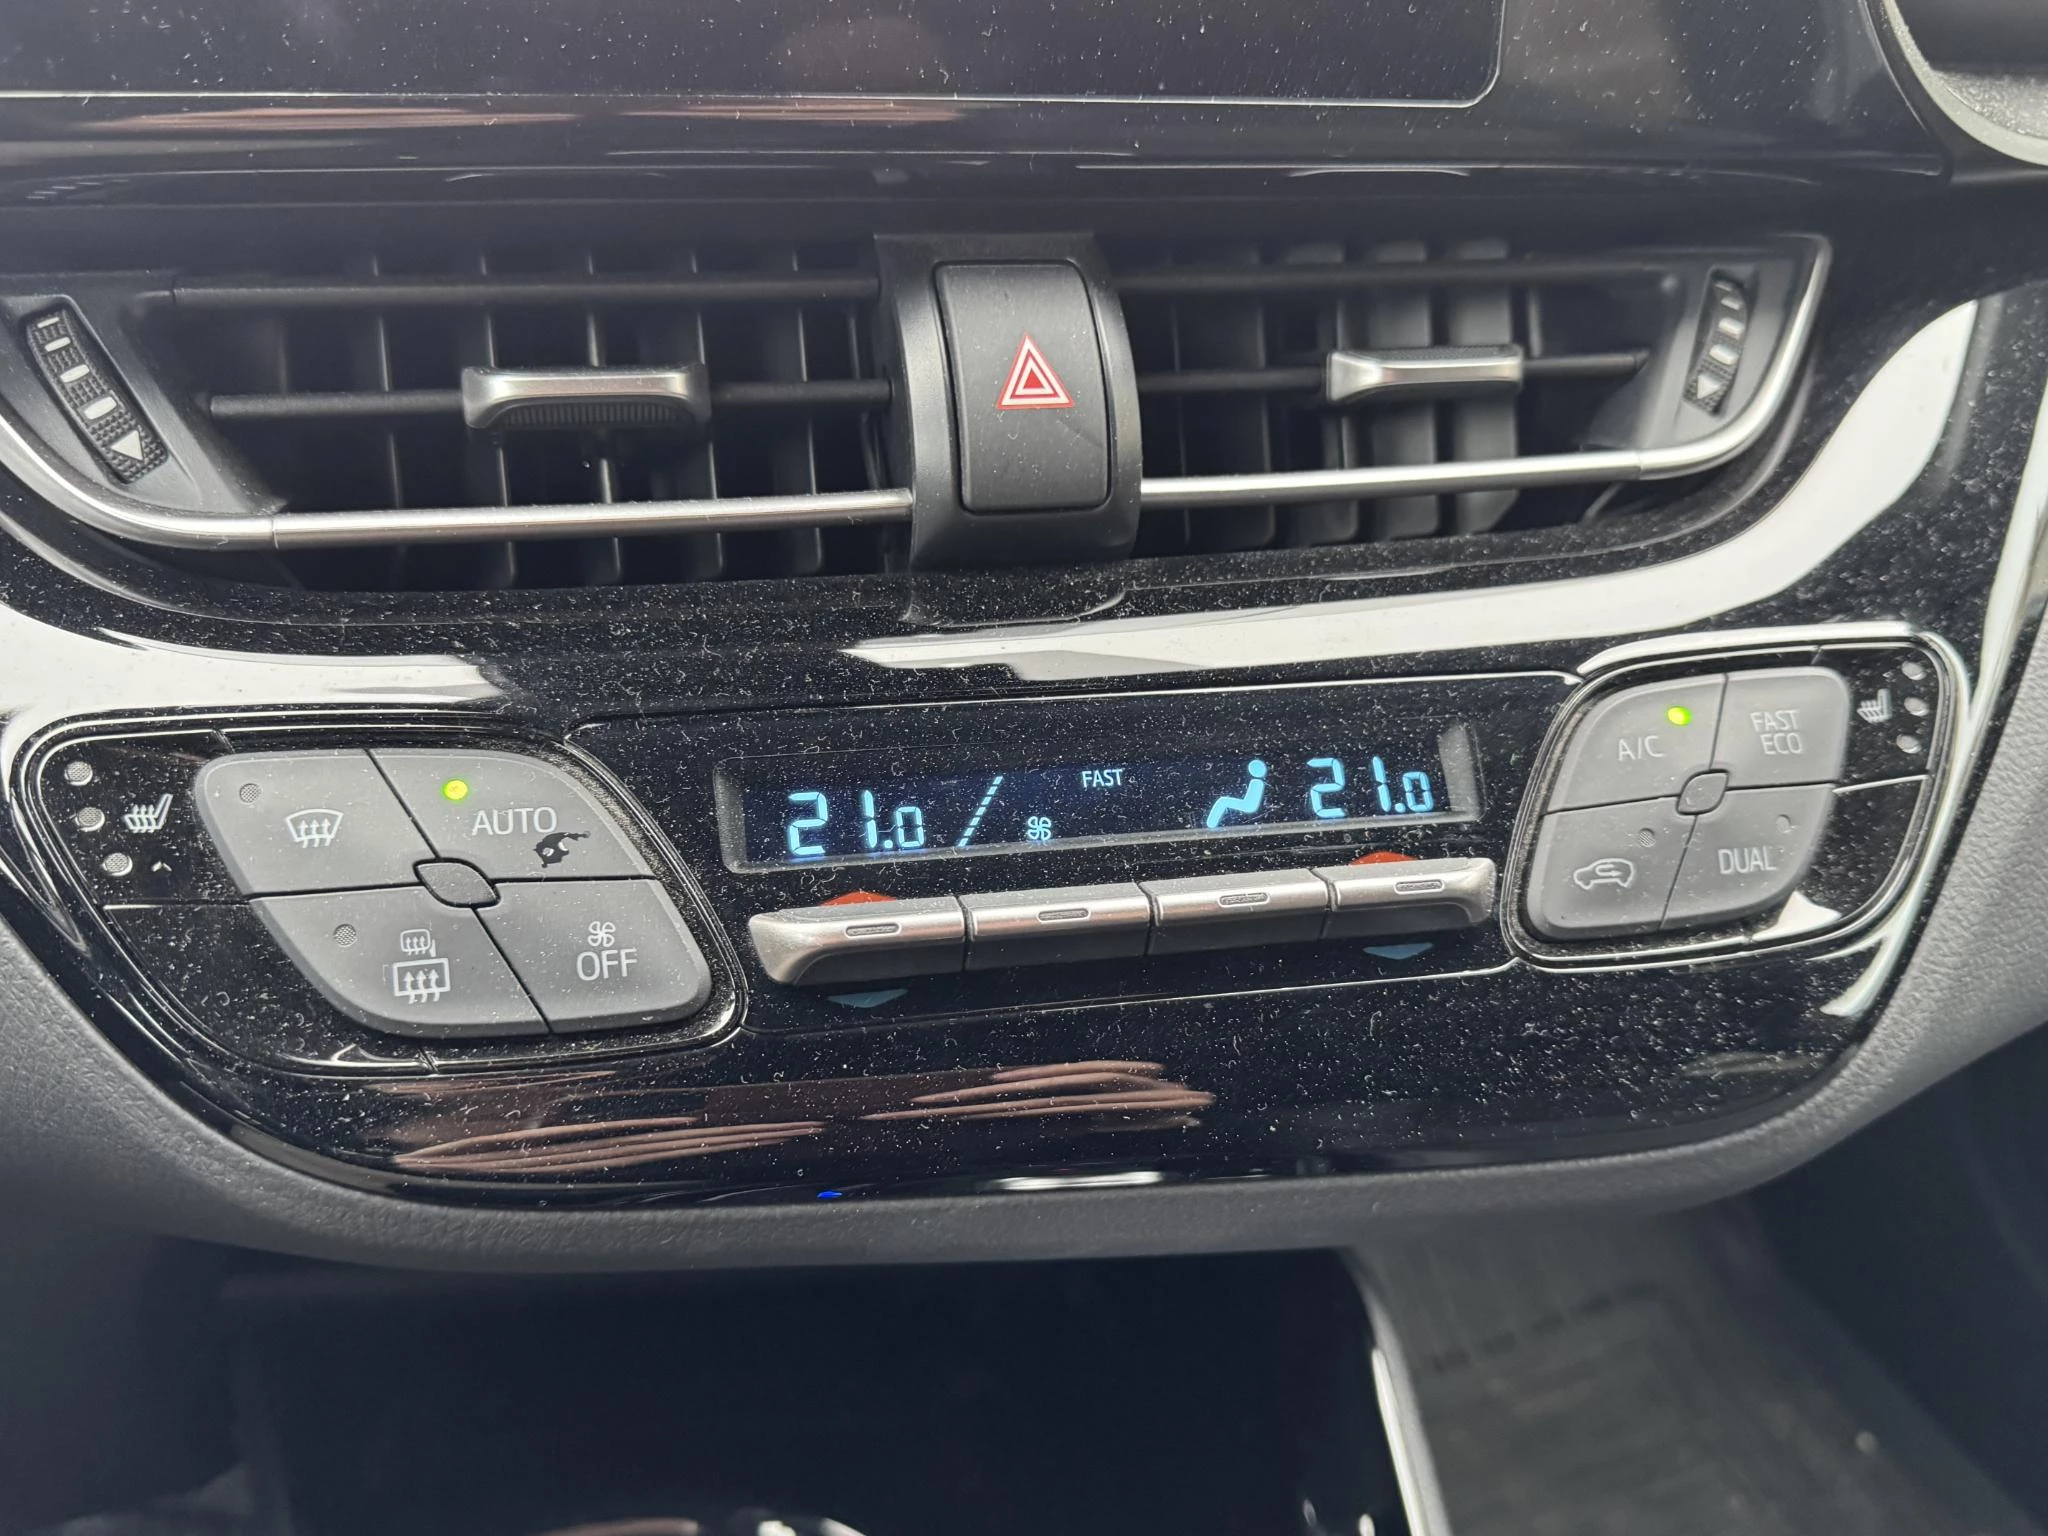 AUTO
OFF
21.0
FAST
21.0
A/C
FAST
ECO
DUAL